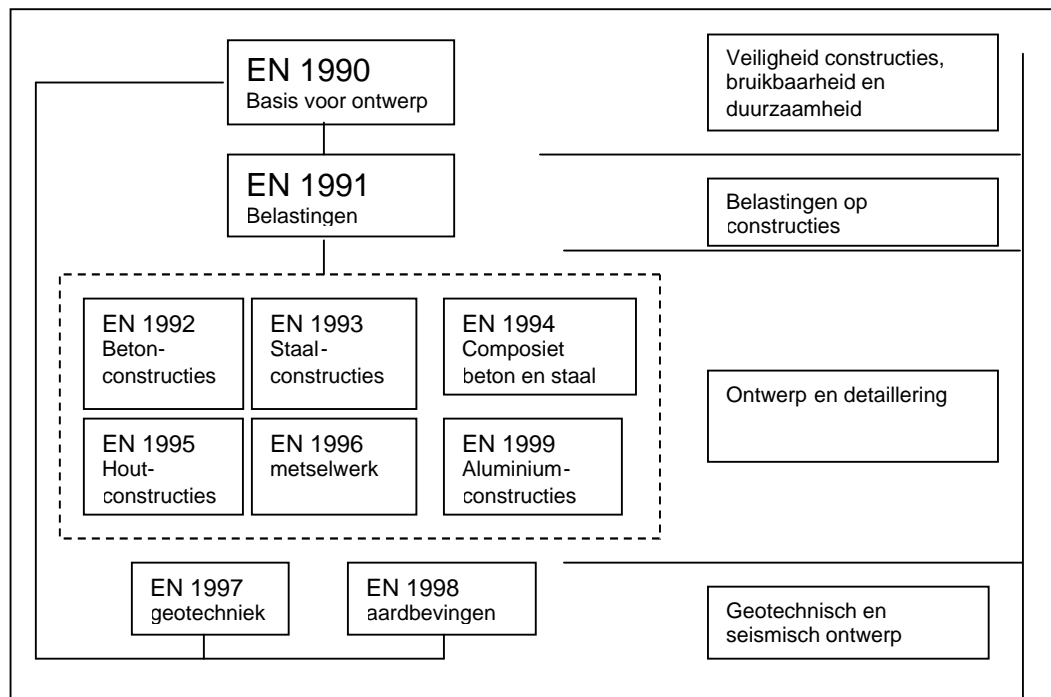 EN 1990
Basis voor ontwerp
Veiligheid constructies,
bruikbaarheid en
duurzaamheid
EN 1991
Belastingen
Belastingen op
constructies
EN 1992
Beton-
constructies
EN 1993
Staal-
constructies
EN 1994
Composiet
beton en staal
EN 1995
Hout-
constructies
EN 1996
metselwerk
EN 1999
Aluminium-
constructies
Ontwerp en detaillering
EN 1997
geotechniek
EN 1998
aardbevingen
Geotechnisch en
seismisch ontwerp